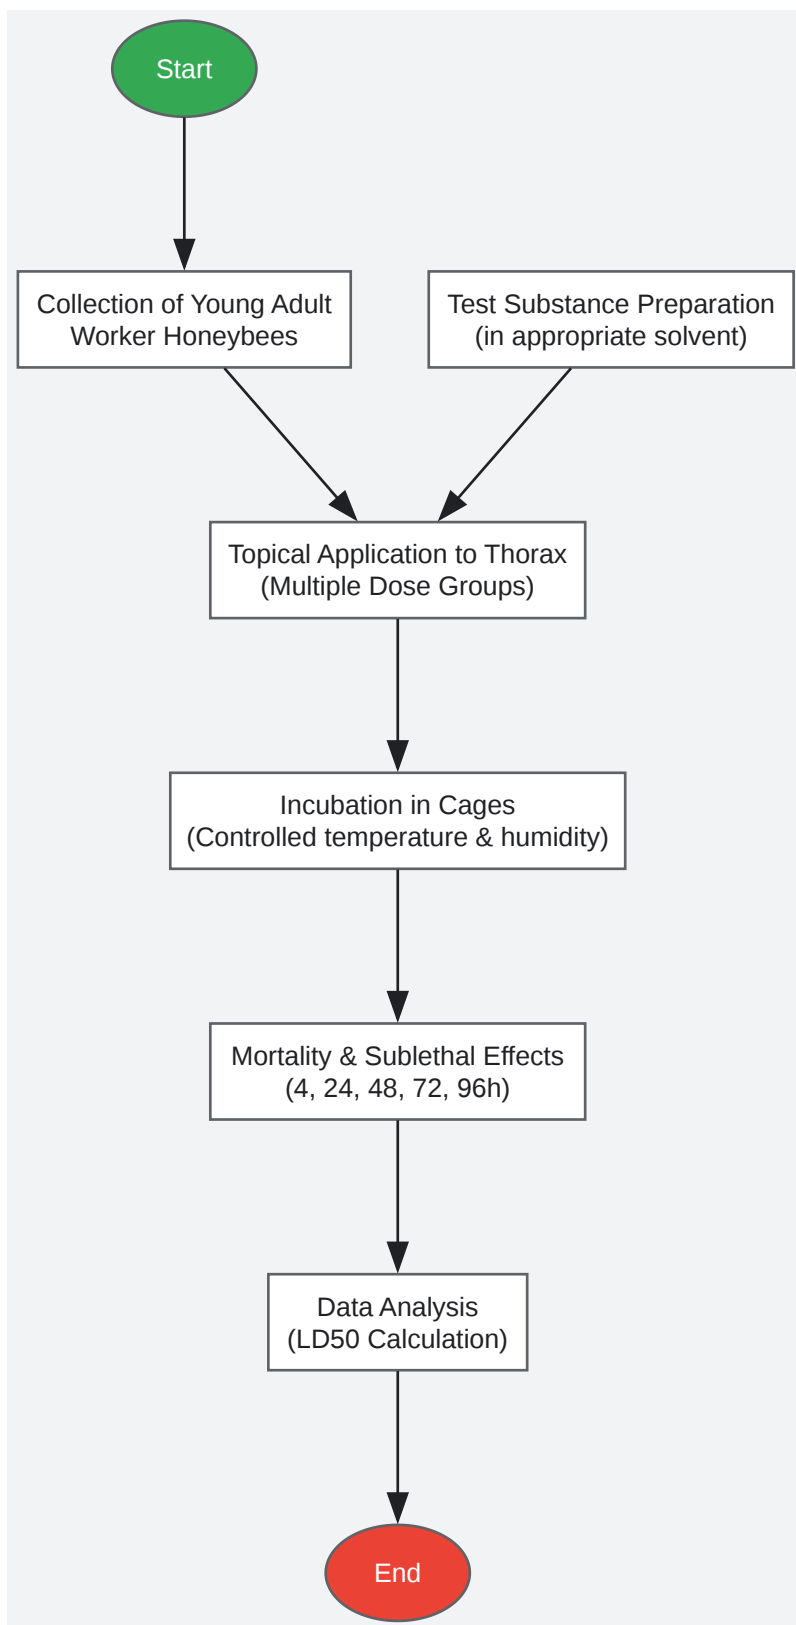 Start
Collection of Young Adult
Worker Honeybees
Test Substance Preparation
(in appropriate solvent)
Topical Application to Thorax
(Multiple Dose Groups)
Incubation in Cages
(Controlled temperature & humidity)
Mortality & Sublethal Effects
(4, 24, 48, 72, 96h)
Data Analysis
(LD50 Calculation)
End